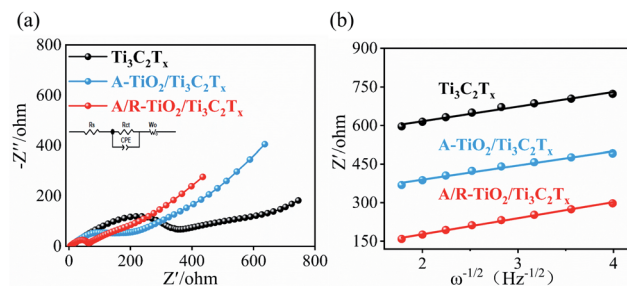 (a)
800
600
400
200
0
-Z''/ohm
Ti₃C₂Tₓ
A-TiO₂/Ti₃C₂Tₓ
A/R-TiO₂/Ti₃C₂Tₓ
Rs
Rct
Wo
CPE
0 200 400 600 800
Z'/ohm
(b)
900
750
600
450
300
150
Z'/ohm
Ti₃C₂Tₓ
A-TiO₂/Ti₃C₂Tₓ
A/R-TiO₂/Ti₃C₂Tₓ
2 3 4
ω⁻¹/² (Hz⁻¹/²)